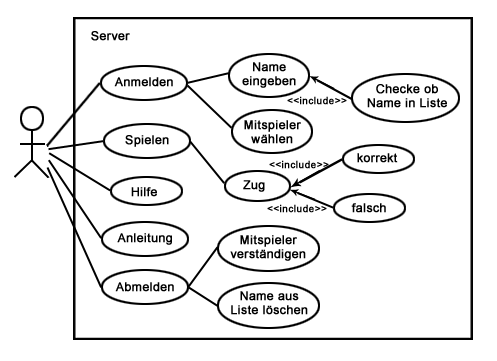 Server
Anmelden
Name
eingeben
<<include>>
Checke ob
Name in Liste
Mitspieler
wählen
Spielen
<<include>>
korrekt
Zug
<<include>>
falsch
Hilfe
Anleitung
Mitspieler
verständigen
Abmelden
Name aus
Liste löschen